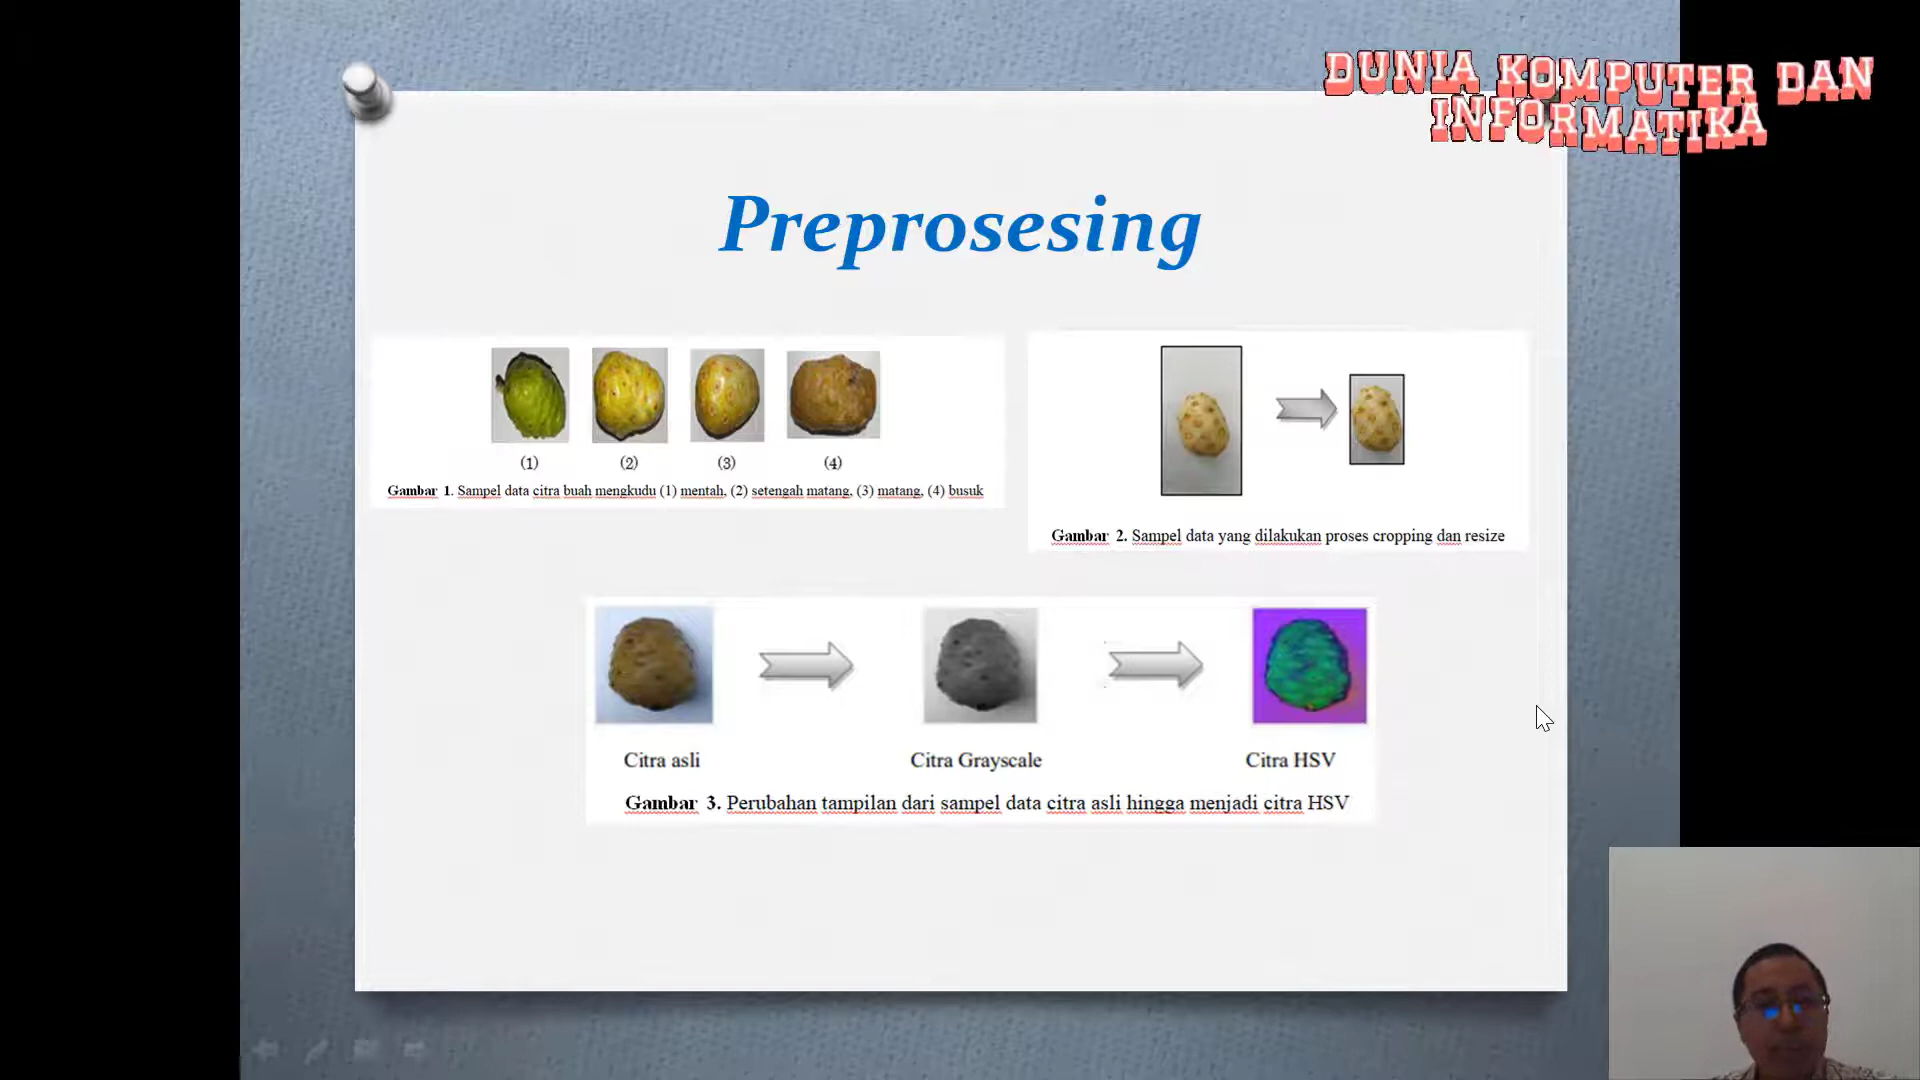 DUNIA KOMPUTER DAN
INFORMATIKA
Preprosesing
(1) (2) (3) (4)
Gambar 1. Sampel data citra buah mengkudu (1) mentah, (2) setengah matang, (3) matang, (4) busuk
Gambar 2. Sampel data yang dilakukan proses cropping dan resize
Citra asli Citra Grayscale Citra HSV
Gambar 3. Perubahan tampilan dari sampel data citra asli hingga menjadi citra HSV